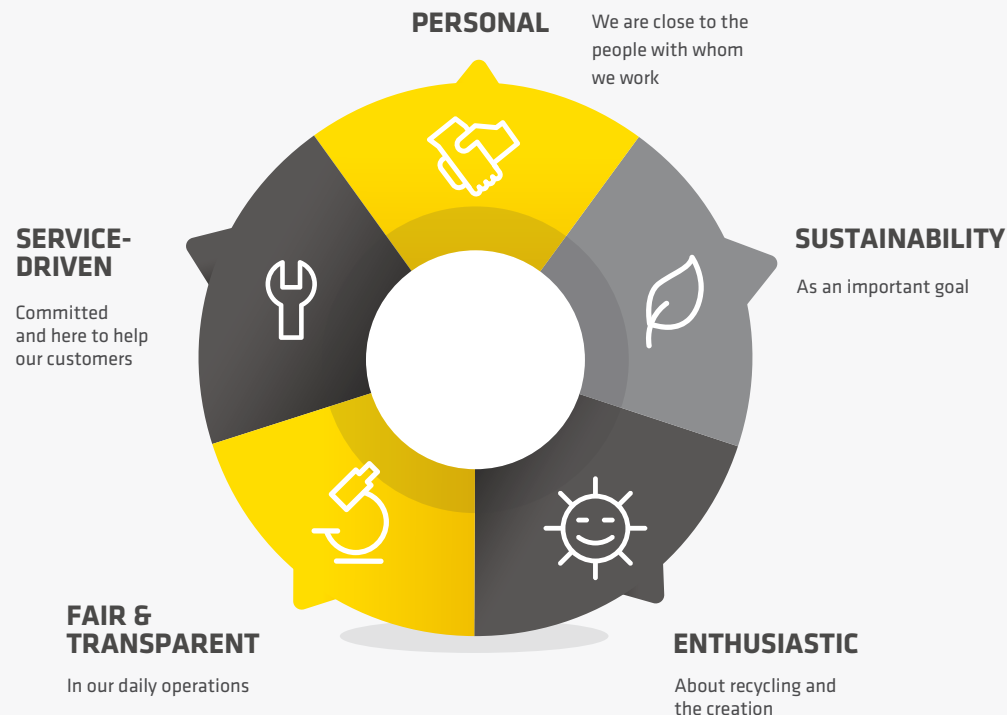 PERSONAL
We are close to the
people with whom
we work
SUSTAINABILITY
As an important goal
ENTHUSIASTIC
About recycling and
the creation
FAIR &
TRANSPARENT
In our daily operations
SERVICE-
DRIVEN
Committed
and here to help
our customers